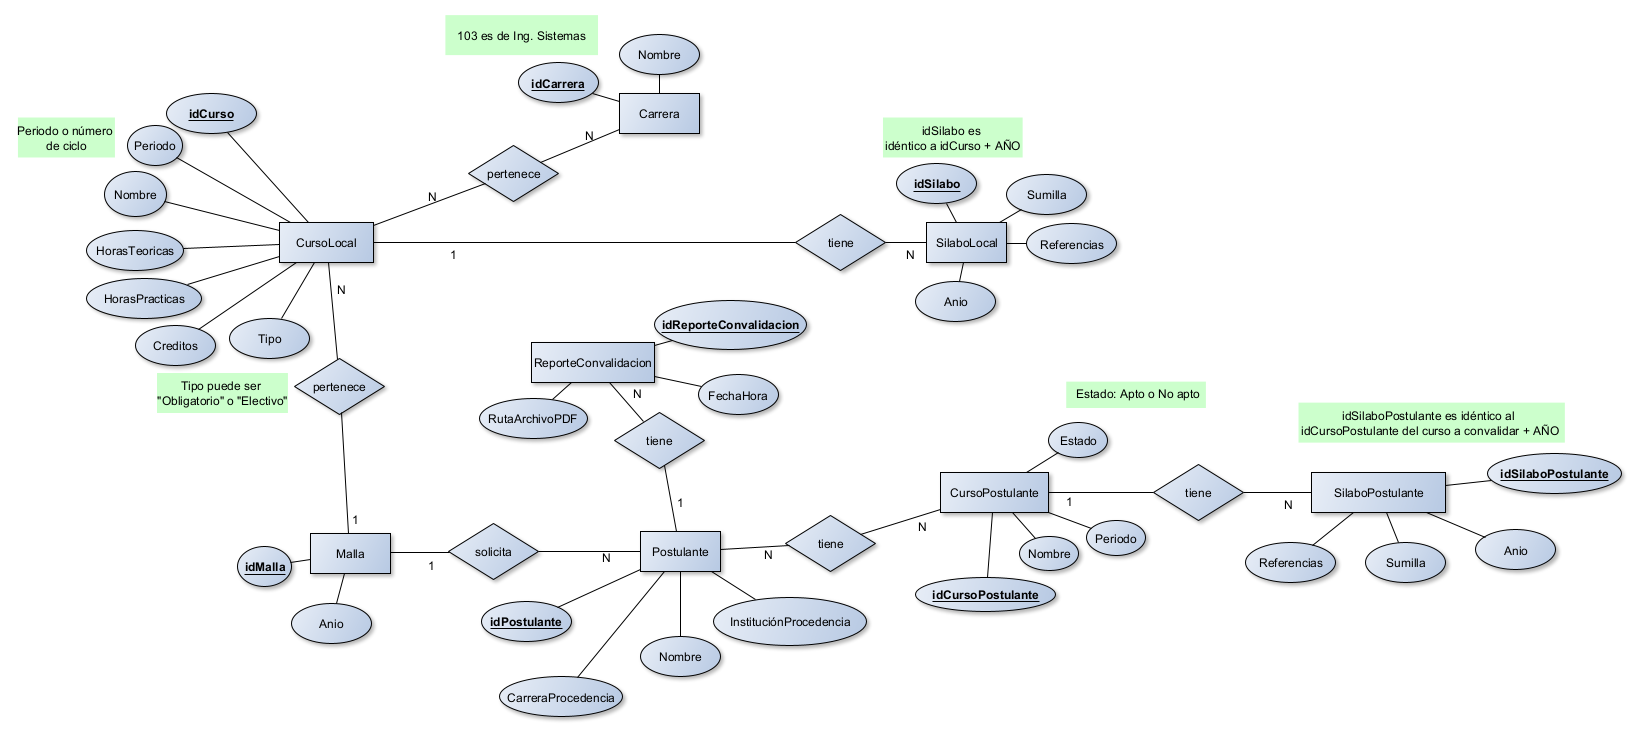 103 es de Ing. Sistemas
Nombre
idCarrera
Carrera
N
pertenece
N
Periodo o número
de ciclo
idCurso
Periodo
Nombre
HorasTeoricas
HorasPracticas
Creditos
Tipo
CursoLocal
Tipo puede ser
"Obligatorio" o "Electivo"
1
tiene
N
idSilabo es
idéntico a idCurso + AÑO
idSilabo
Sumilla
SilaboLocal
Referencias
Anio
N
pertenece
1
idReporteConvalidacion
ReporteConvalidacion
FechaHora
RutaArchivoPDF
N
tiene
1
Malla
idMalla
Anio
1
solicita
N
Postulante
idPostulante
CarreraProcedencia
Nombre
InstituciónProcedencia
N
tiene
N
Estado: Apto o No apto
Estado
CursoPostulante
Periodo
Nombre
idCursoPostulante
1
tiene
N
idSilaboPostulante es idéntico al
idCursoPostulante del curso a convalidar + AÑO
idSilaboPostulante
SilaboPostulante
Referencias
Sumilla
Anio